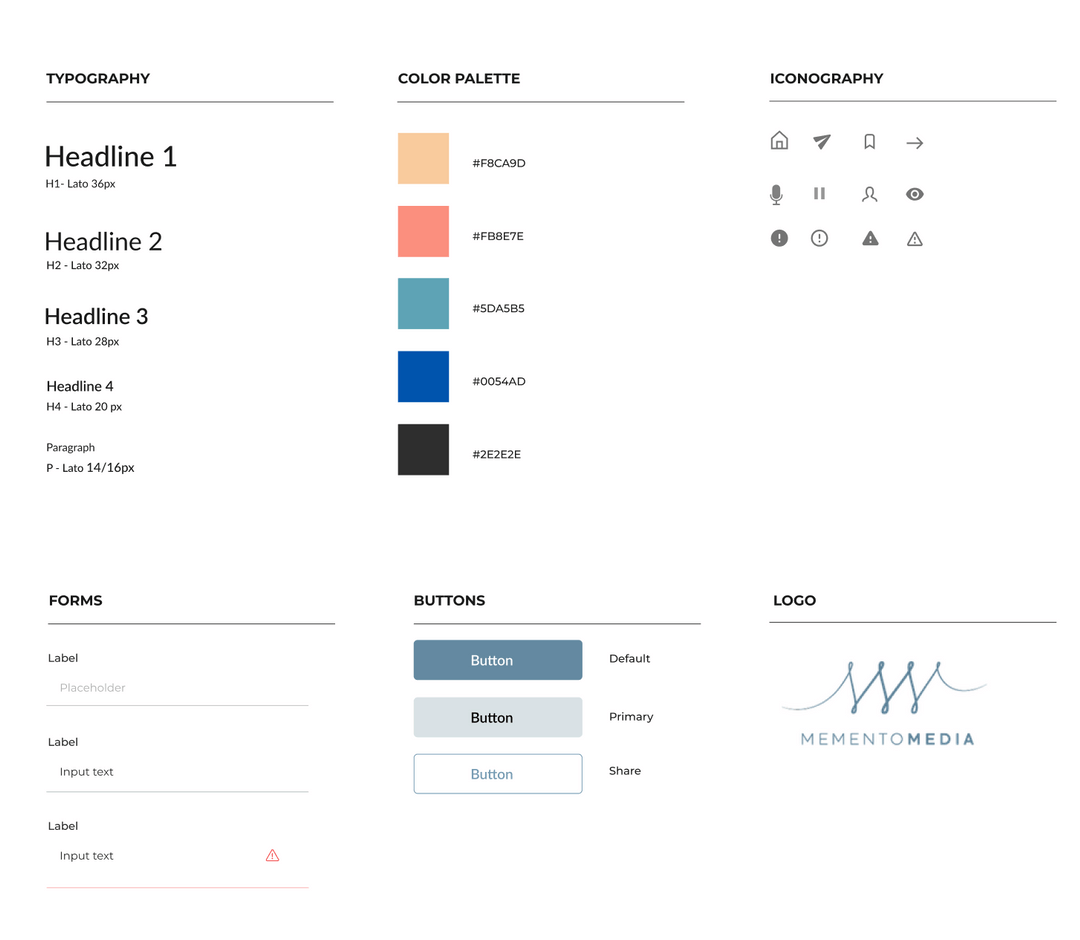 TYPOGRAPHY
Headline 1
H1- Lato 36px
Headline 2
H2 - Lato 32px
Headline 3
H3 - Lato 28px
Headline 4
H4 - Lato 20 px
Paragraph
P - Lato 14/16px
COLOR PALETTE
#F8CA9D
#FB8E7E
#5DA5B5
#0054AD
#2E2E2E
ICONOGRAPHY
FORMS
Label
Placeholder
Label
Input text
Label
Input text
BUTTONS
Button
Default
Button
Primary
Button
Share
LOGO
MEMENTOMEDIA